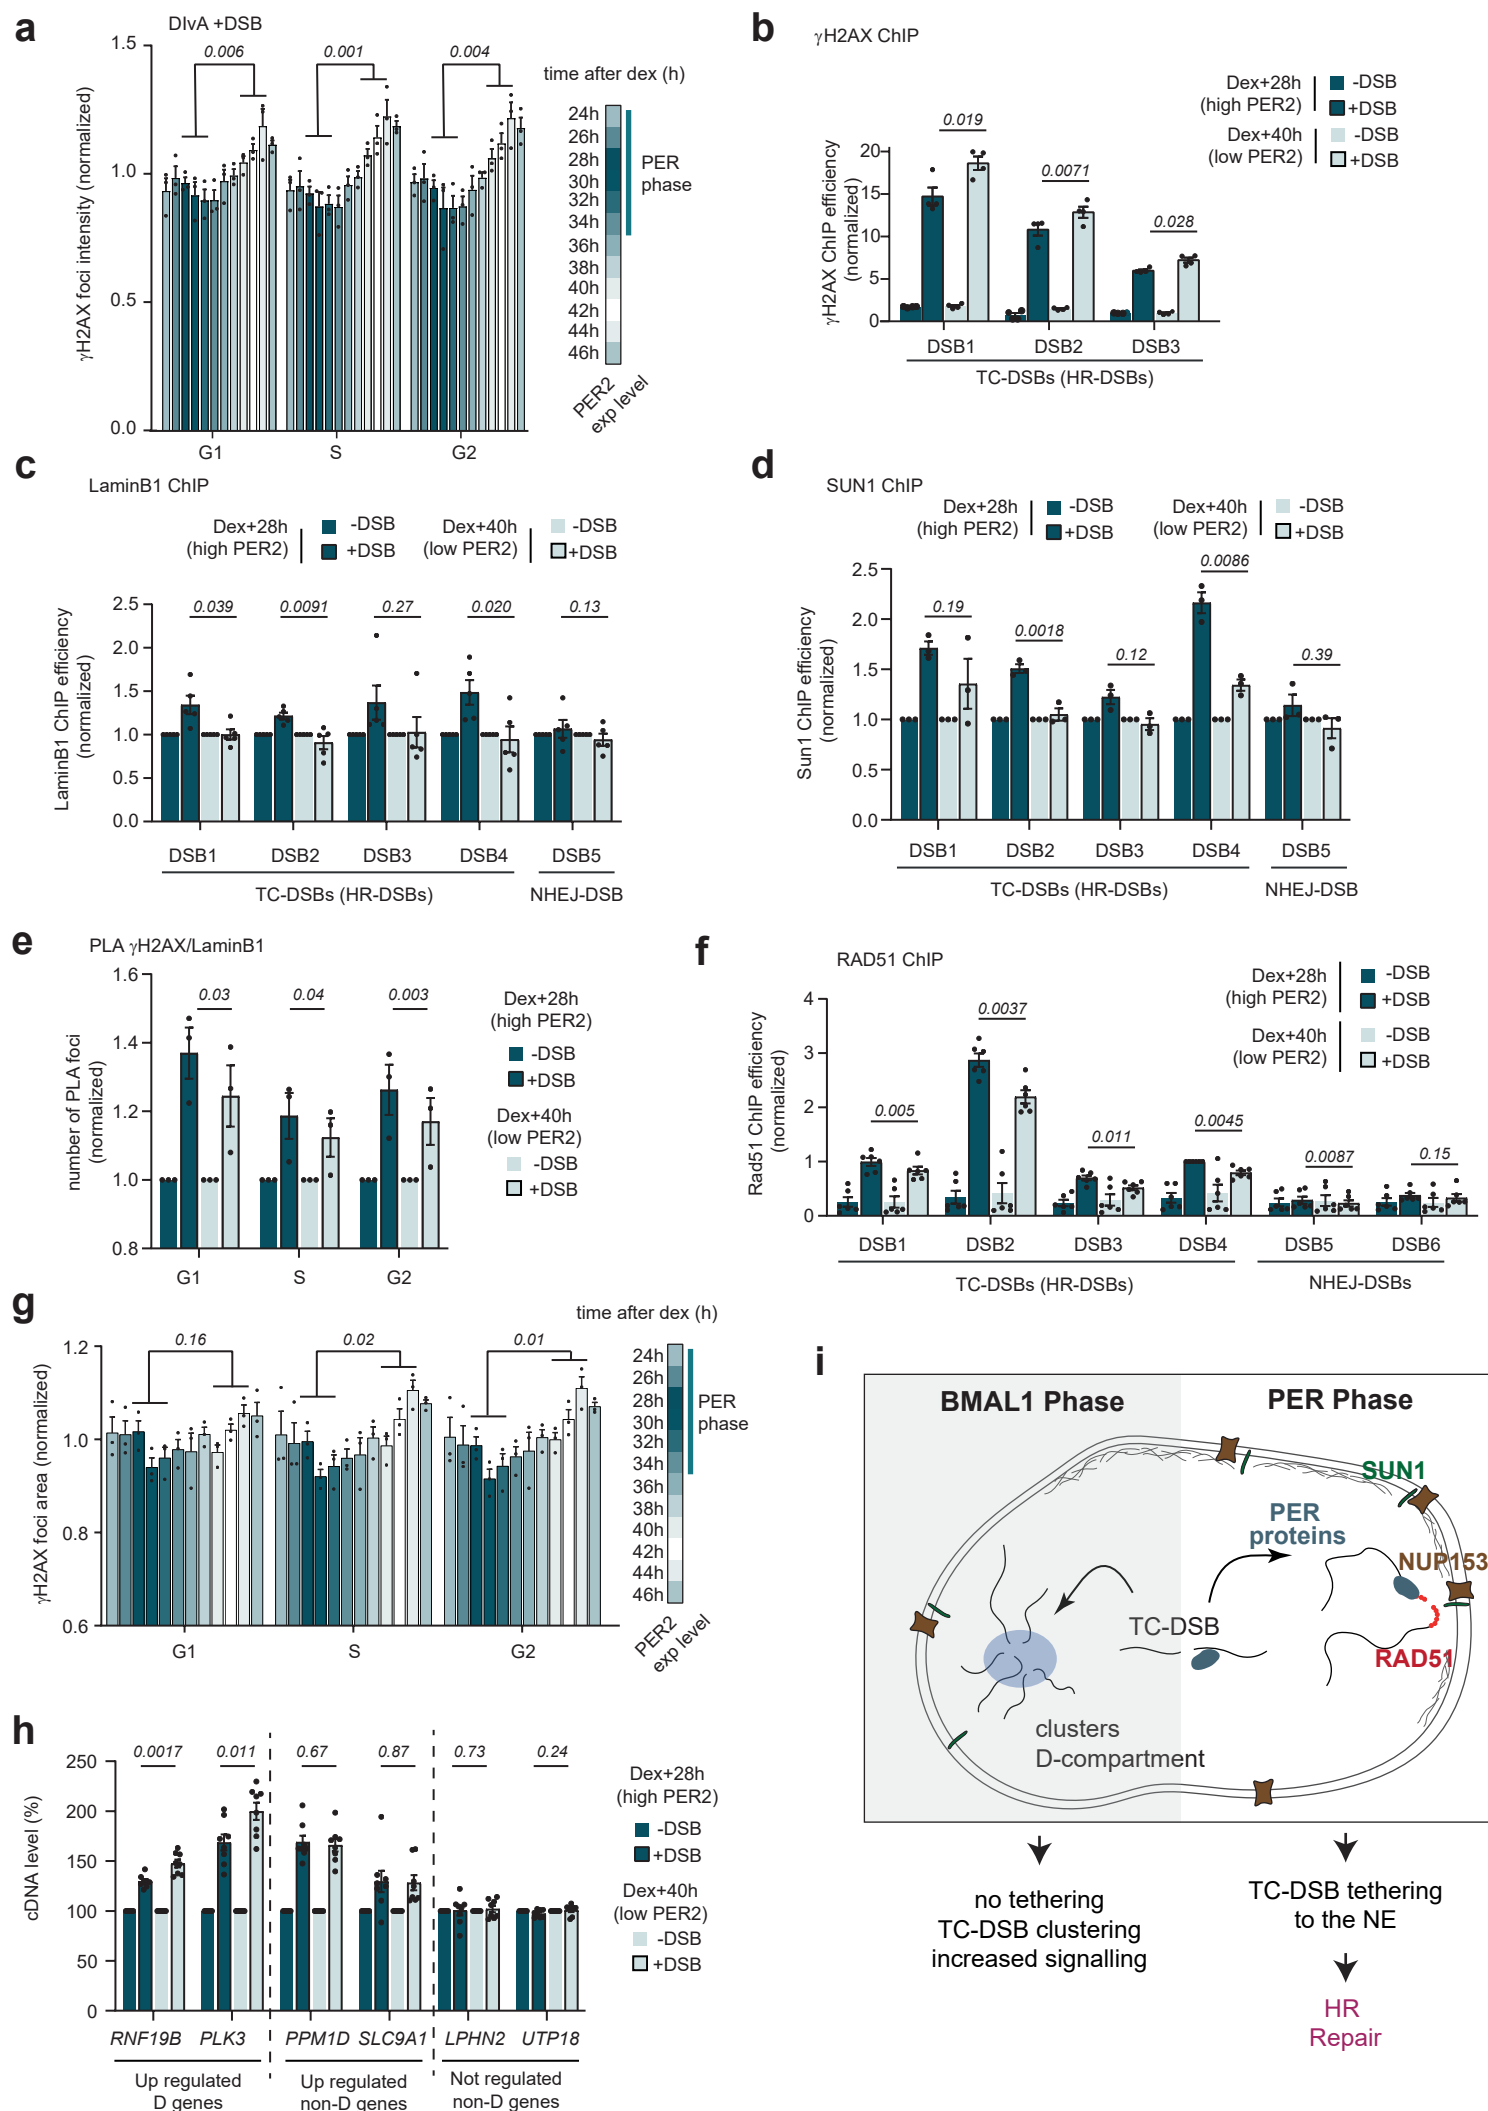 a
DIvA +DSB
γH2AX foci intensity (normalized)
1.5
1.0
0.5
0.0
0.006
0.001
0.004
G1
S
G2
time after dex (h)
24h
26h
28h
30h
32h
34h
36h
38h
40h
42h
44h
46h
PER
phase
PER2
exp level
b
γH2AX ChIP
Dex+28h
(high PER2)
-DSB
+DSB
Dex+40h
(low PER2)
-DSB
+DSB
γH2AX ChIP efficiency
(normalized)
20
15
10
5
0
0.019
0.0071
0.028
DSB1
DSB2
DSB3
TC-DSBs (HR-DSBs)
c
LaminB1 ChIP
Dex+28h
(high PER2)
-DSB
+DSB
Dex+40h
(low PER2)
-DSB
+DSB
LaminB1 ChIP efficiency
(normalized)
2.5
2.0
1.5
1.0
0.5
0.0
0.039
0.0091
0.27
0.020
0.13
DSB1
DSB2
DSB3
DSB4
DSB5
TC-DSBs (HR-DSBs)
NHEJ-DSB
d
SUN1 ChIP
Dex+28h
(high PER2)
-DSB
+DSB
Dex+40h
(low PER2)
-DSB
+DSB
Sun1 ChIP efficiency
(normalized)
2.5
2.0
1.5
1.0
0.5
0.0
0.19
0.0018
0.12
0.0086
0.39
DSB1
DSB2
DSB3
DSB4
DSB5
TC-DSBs (HR-DSBs)
NHEJ-DSB
e
PLA γH2AX/LaminB1
number of PLA foci
(normalized)
1.6
1.4
1.2
1.0
0.8
0.03
0.04
0.003
G1
S
G2
Dex+28h
(high PER2)
-DSB
+DSB
Dex+40h
(low PER2)
-DSB
+DSB
f
RAD51 ChIP
Dex+28h
(high PER2)
-DSB
+DSB
Dex+40h
(low PER2)
-DSB
+DSB
Rad51 ChIP efficiency
(normalized)
4
3
2
1
0
0.005
0.0037
0.011
0.0045
0.0087
0.15
DSB1
DSB2
DSB3
DSB4
DSB5
DSB6
TC-DSBs (HR-DSBs)
NHEJ-DSBs
g
γH2AX foci area (normalized)
1.2
1.0
0.8
0.6
0.16
0.02
0.01
G1
S
G2
time after dex (h)
24h
26h
28h
30h
32h
34h
36h
38h
40h
42h
44h
46h
PER
phase
PER2
exp level
h
cDNA level (%)
250
200
150
100
50
0
0.0017
0.011
0.67
0.87
0.73
0.24
RNF19B
PLK3
PPM1D
SLC9A1
LPHN2
UTP18
Up regulated
D genes
Up regulated
non-D genes
Not regulated
non-D genes
Dex+28h
(high PER2)
-DSB
+DSB
Dex+40h
(low PER2)
-DSB
+DSB
i
BMAL1 Phase
PER Phase
SUN1
PER
proteins
NUP153
TC-DSB
RAD51
clusters
D-compartment
no tethering
TC-DSB clustering
increased signalling
TC-DSB tethering
to the NE
HR
Repair